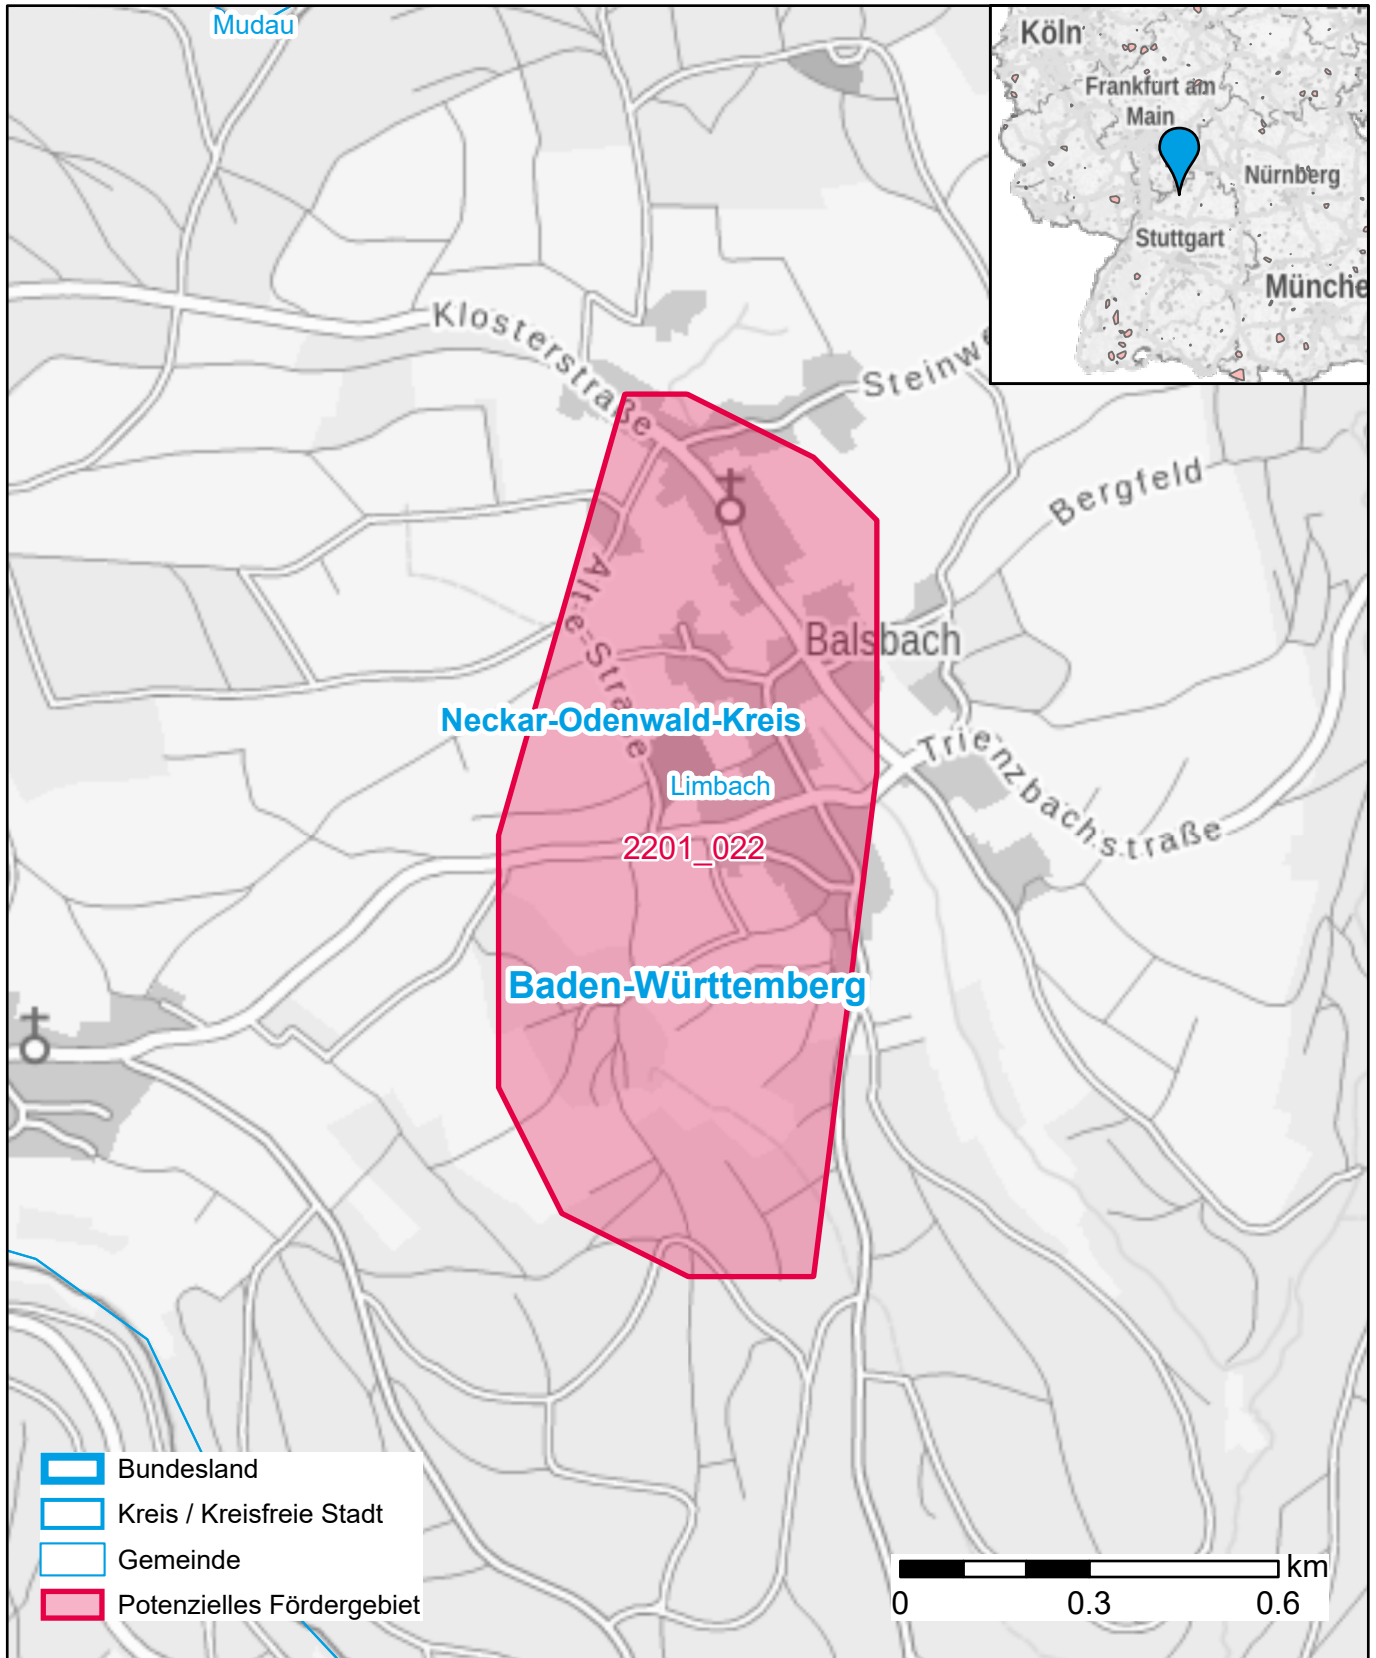 Mudau
Köln
Frankfurt am
Main
Nürnberg
Stuttgart
Münche
Klosterstraße
Steinwe
Bergfeld
Alte-Straße
Balsbach
Neckar-Odenwald-Kreis
Trienzbachstraße
Limbach
2201_022
Baden-Württemberg
Bundesland
Kreis / Kreisfreie Stadt
Gemeinde
Potenzielles Fördergebiet
km
0 0.3 0.6